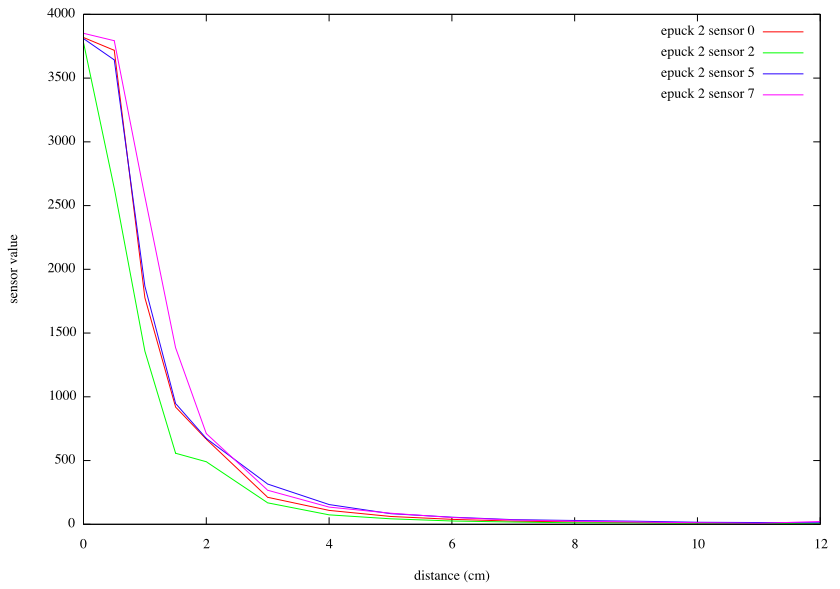 4000
3500
3000
2500
2000
1500
1000
500
0
sensor value
epuck 2 sensor 0
epuck 2 sensor 2
epuck 2 sensor 5
epuck 2 sensor 7
0 2 4 6 8 10 12
distance (cm)